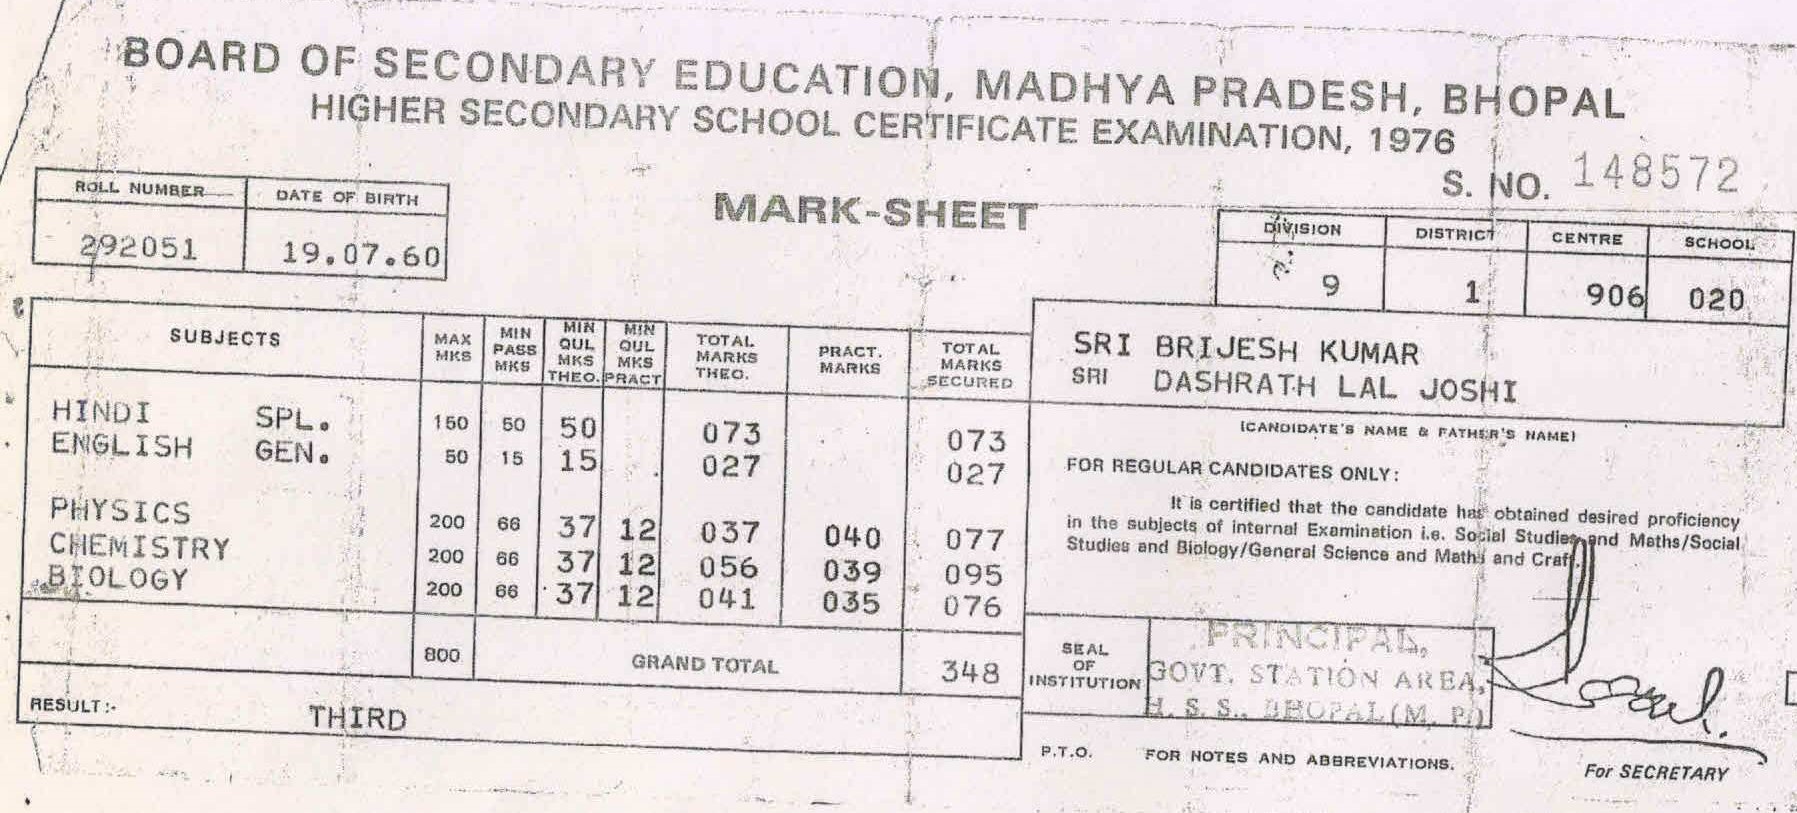 BOARD OF SECONDARY EDUCATION, MADHYA PRADESH, BHOPAL
HIGHER SECONDARY SCHOOL CERTIFICATE EXAMINATION, 1976
S. NO. 148572
MARK-SHEET
ROLL NUMBER DATE OF BIRTH
292051 19.07.60
DIVISION DISTRICT CENTRE SCHOOL
9 1 906 020
SUBJECTS MAX MKS MIN PASS MKS MIN QUL MKS THEO. MIN QUL MKS PRACT TOTAL MARKS THEO. PRACT. MARKS TOTAL MARKS SECURED
HINDI SPL. 150 50 50 073 073
ENGLISH GEN. 50 15 15 027 027
PHYSICS 200 66 37 12 037 040 077
CHEMISTRY 200 66 37 12 056 039 095
BIOLOGY 200 66 37 12 041 035 076
800 GRAND TOTAL 348
RESULT:- THIRD
SRI BRIJESH KUMAR
SRI DASHRATH LAL JOSHI
(CANDIDATE'S NAME & FATHER'S NAME)
FOR REGULAR CANDIDATES ONLY:
It is certified that the candidate has obtained desired proficiency
in the subjects of internal Examination i.e. Social Studies and Maths/Social
Studies and Biology/General Science and Maths and Craft.
SEAL
OF
INSTITUTION
PRINCIPAL,
GOVT. STATION AREA,
H. S. S., BHOPAL (M. P.)
P.T.O. FOR NOTES AND ABBREVIATIONS.
For SECRETARY